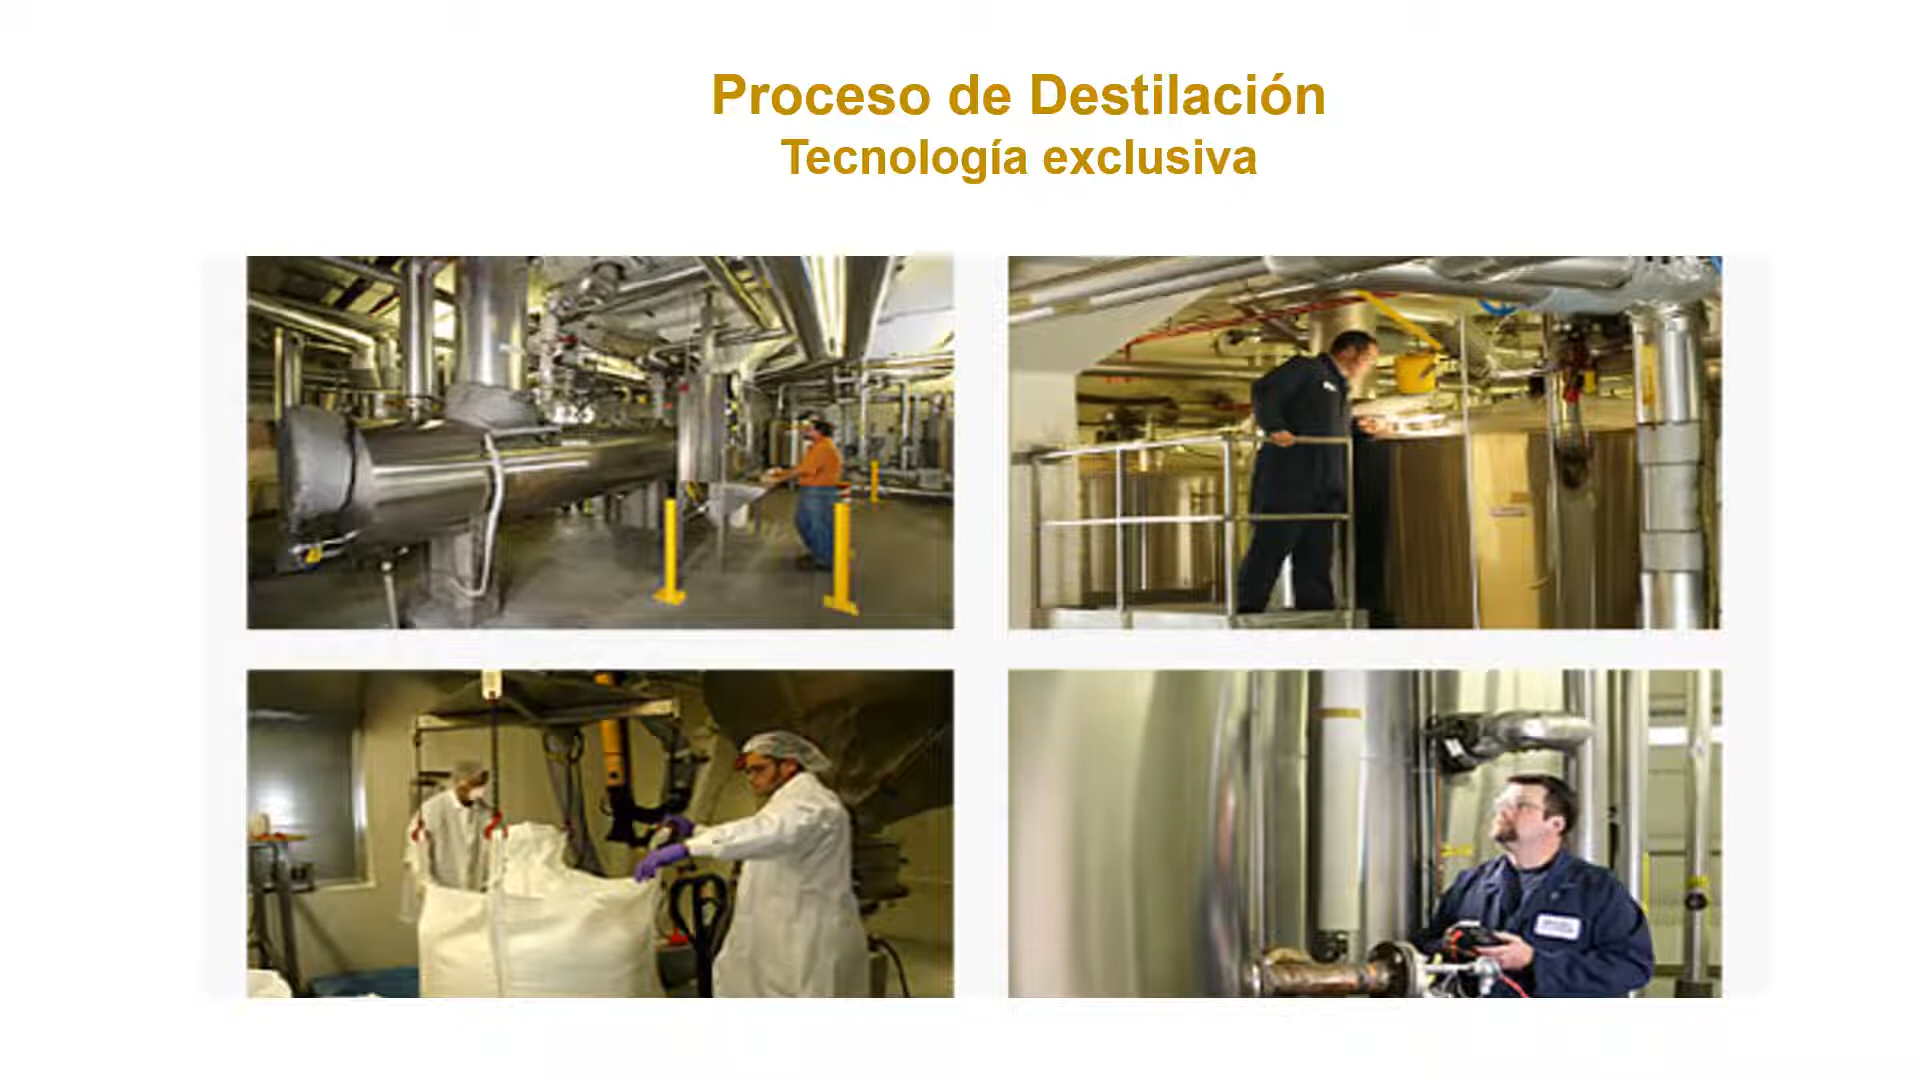 Proceso de Destilación
Tecnología exclusiva